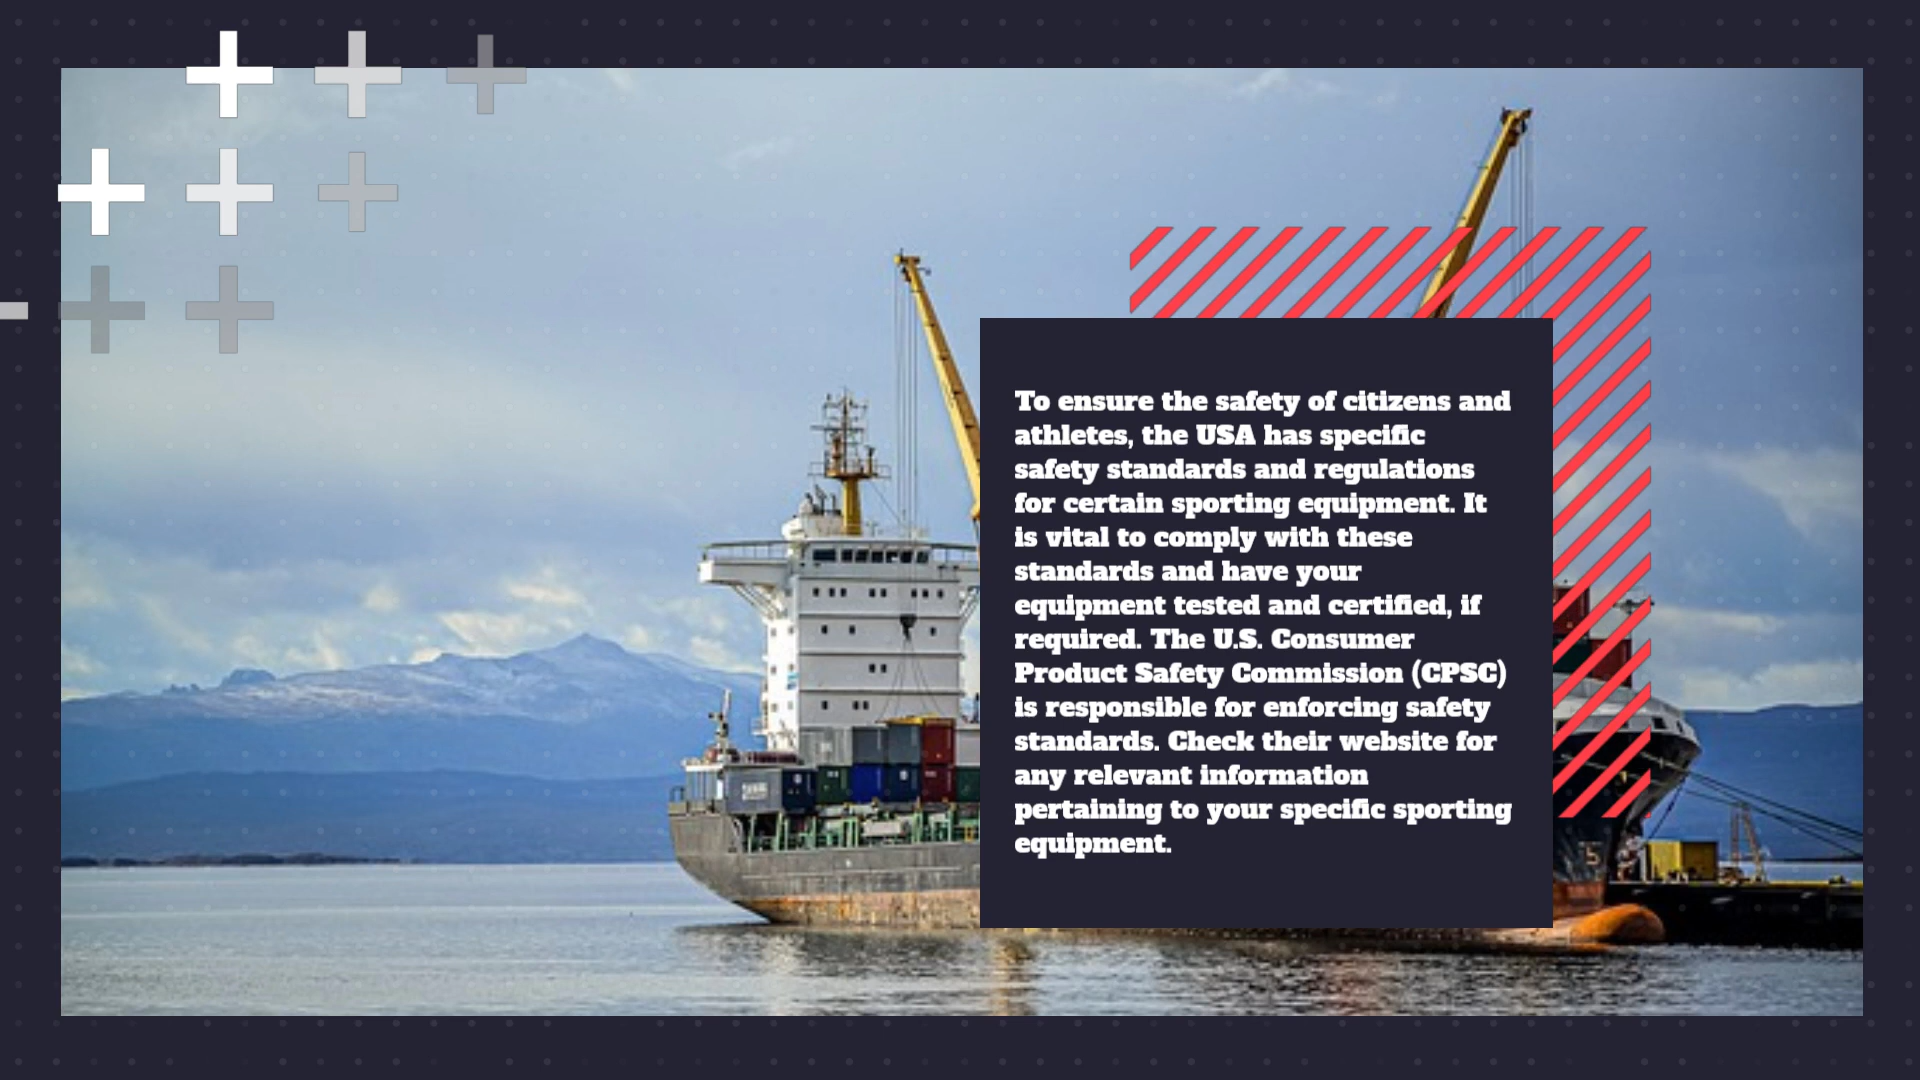 To ensure the safety of citizens and
athletes, the USA has specific
safety standards and regulations
for certain sporting equipment. It
is vital to comply with these
standards and have your
equipment tested and certified, if
required. The U.S. Consumer
Product Safety Commission (CPSC)
is responsible for enforcing safety
standards. Check their website for
any relevant information
pertaining to your specific sporting
equipment.